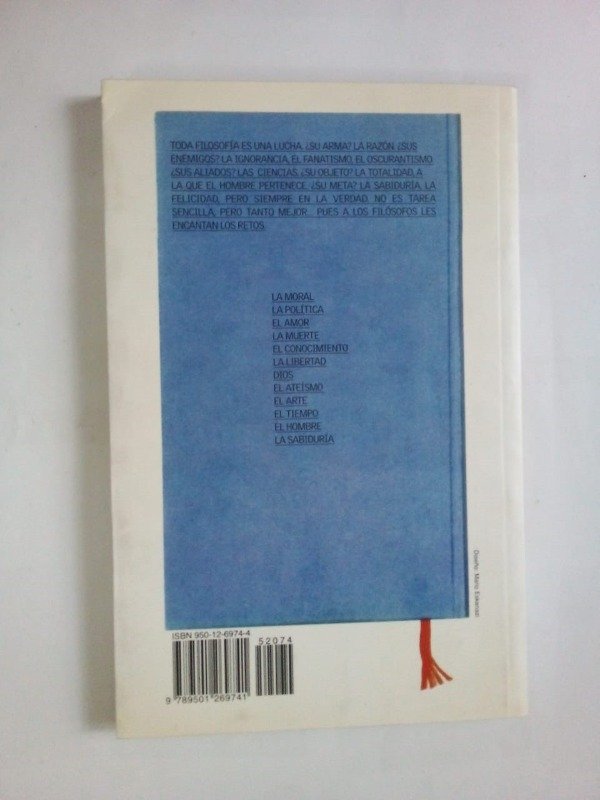 TODA FILOSOFÍA ES UNA LUCHA. ¿SU ARMA? LA RAZÓN. ¿SUS
ENEMIGOS? LA IGNORANCIA, EL FANATISMO, EL OSCURANTISMO.
¿SUS ALIADOS? LAS CIENCIAS. ¿SU OBJETO? LA TOTALIDAD, A
LA QUE EL HOMBRE PERTENECE. ¿SU META? LA SABIDURÍA, LA
FELICIDAD, PERO SIEMPRE EN LA VERDAD. NO ES TAREA
SENCILLA, PERO TANTO MEJOR... PUES A LOS FILÓSOFOS LES
ENCANTAN LOS RETOS.
LA MORAL
LA POLÍTICA
EL AMOR
LA MUERTE
EL CONOCIMIENTO
LA LIBERTAD
DIOS
EL ATEÍSMO
EL ARTE
EL TIEMPO
EL HOMBRE
LA SABIDURÍA
Diseño: Mario Eskenazi
ISBN 950-12-6974-4
52074
9 789501 269741